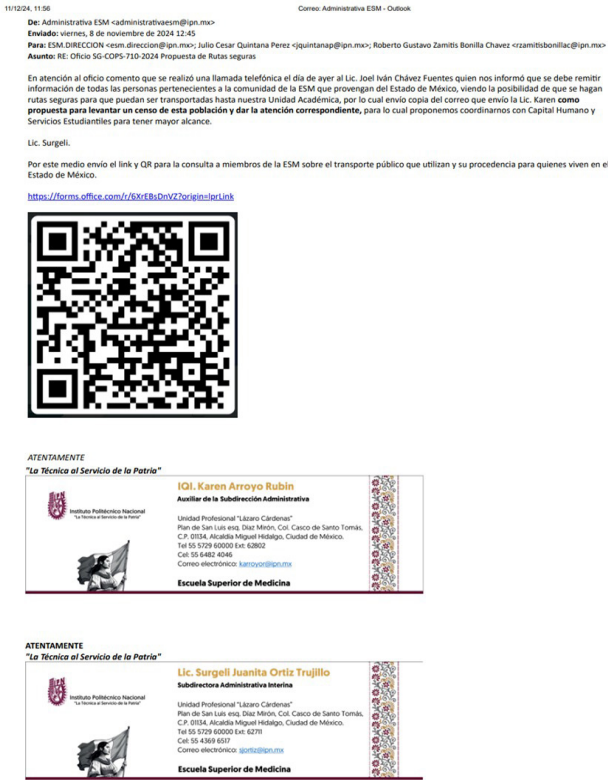 11/12/24, 11:56
Correo: Administrativa ESM - Outlook
De: Administrativa ESM <administrativaesm@ipn.mx>
Enviado: viernes, 8 de noviembre de 2024 12:45
Para: ESM.DIRECCION <esm.direccion@ipn.mx>; Julio Cesar Quintana Perez <jquintanap@ipn.mx>; Roberto Gustavo Zamitis Bonilla Chavez <rzamitisbonillac@ipn.mx>
Asunto: RE: Oficio SG-COPS-710-2024 Propuesta de Rutas seguras
En atención al oficio comento que se realizó una llamada telefónica el día de ayer al Lic. Joel Iván Chávez Fuentes quien nos informó que se debe remitir
información de todas las personas pertenecientes a la comunidad de la ESM que provengan del Estado de México, viendo la posibilidad de que se hagan
rutas seguras para que puedan ser transportadas hasta nuestra Unidad Académica, por lo cual envío copia del correo que envío la Lic. Karen como
propuesta para levantar un censo de esta población y dar la atención correspondiente, para lo cual proponemos coordinarnos con Capital Humano y
Servicios Estudiantiles para tener mayor alcance.
Lic. Surgeli.
Por este medio envío el link y QR para la consulta a miembros de la ESM sobre el transporte público que utilizan y su procedencia para quienes viven en el
Estado de México.
https://forms.office.com/r/6XrEBsDnVZ?origin=lprLink
ATENTAMENTE
"La Técnica al Servicio de la Patria"
Instituto Politécnico Nacional
"La Técnica al Servicio de la Patria"
IQI. Karen Arroyo Rubin
Auxiliar de la Subdirección Administrativa
Unidad Profesional "Lázaro Cárdenas"
Plan de San Luis esq. Díaz Mirón, Col. Casco de Santo Tomás,
C.P. 01134, Alcaldía Miguel Hidalgo, Ciudad de México.
Tel 55 5729 60000 Ext: 62802
Cel: 55 6482 4046
Correo electrónico: karroyor@ipn.mx
Escuela Superior de Medicina
ATENTAMENTE
"La Técnica al Servicio de la Patria"
Instituto Politécnico Nacional
"La Técnica al Servicio de la Patria"
Lic. Surgeli Juanita Ortiz Trujillo
Subdirectora Administrativa Interina
Unidad Profesional "Lázaro Cárdenas"
Plan de San Luis esq. Díaz Mirón, Col. Casco de Santo Tomás,
C.P. 01134, Alcaldía Miguel Hidalgo, Ciudad de México.
Tel 55 5729 60000 Ext: 62711
Cel: 55 4369 6517
Correo electrónico: sjortiz@ipn.mx
Escuela Superior de Medicina